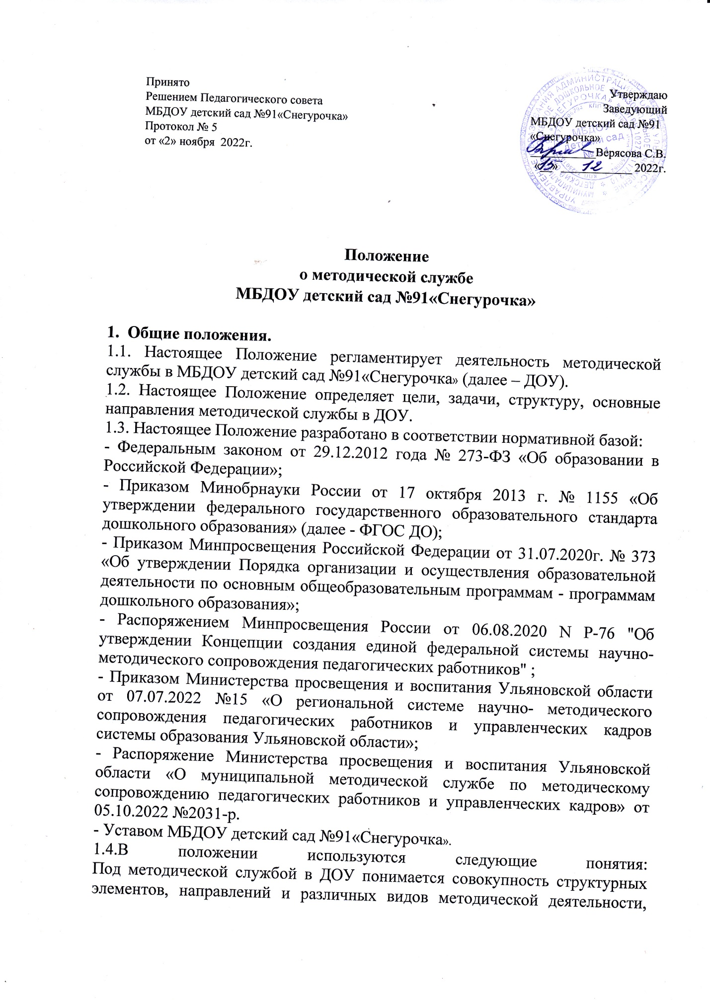 Принято
Решением Педагогического совета
МБДОУ детский сад №91«Снегурочка»
Протокол № 5
от «2» ноября 2022г.
Утверждаю
Заведующий
МБДОУ детский сад №91
«Снегурочка»
Верясова С.В.
«15» 12 2022г.
МБДОУ
детский сад
Положение
о методической службе
МБДОУ детский сад №91«Снегурочка»
1. Общие положения.
1.1. Настоящее Положение регламентирует деятельность методической
службы в МБДОУ детский сад №91«Снегурочка» (далее – ДОУ).
1.2. Настоящее Положение определяет цели, задачи, структуру, основные
направления методической службы в ДОУ.
1.3. Настоящее Положение разработано в соответствии нормативной базой:
- Федеральным законом от 29.12.2012 года № 273-ФЗ «Об образовании в
Российской Федерации»;
- Приказом Минобрнауки России от 17 октября 2013 г. № 1155 «Об
утверждении федерального государственного образовательного стандарта
дошкольного образования» (далее - ФГОС ДО);
- Приказом Минпросвещения Российской Федерации от 31.07.2020г. № 373
«Об утверждении Порядка организации и осуществления образовательной
деятельности по основным общеобразовательным программам - программам
дошкольного образования»;
- Распоряжением Минпросвещения России от 06.08.2020 N Р-76 "Об
утверждении Концепции создания единой федеральной системы научно-
методического сопровождения педагогических работников" ;
- Приказом Министерства просвещения и воспитания Ульяновской области
от 07.07.2022 №15 «О региональной системе научно- методического
сопровождения педагогических работников и управленческих кадров
системы образования Ульяновской области»;
- Распоряжение Министерства просвещения и воспитания Ульяновской
области «О муниципальной методической службе по методическому
сопровождению педагогических работников и управленческих кадров» от
05.10.2022 №2031-р.
- Уставом МБДОУ детский сад №91«Снегурочка».
1.4.В положении используются следующие понятия:
Под методической службой в ДОУ понимается совокупность структурных
элементов, направлений и различных видов методической деятельности,